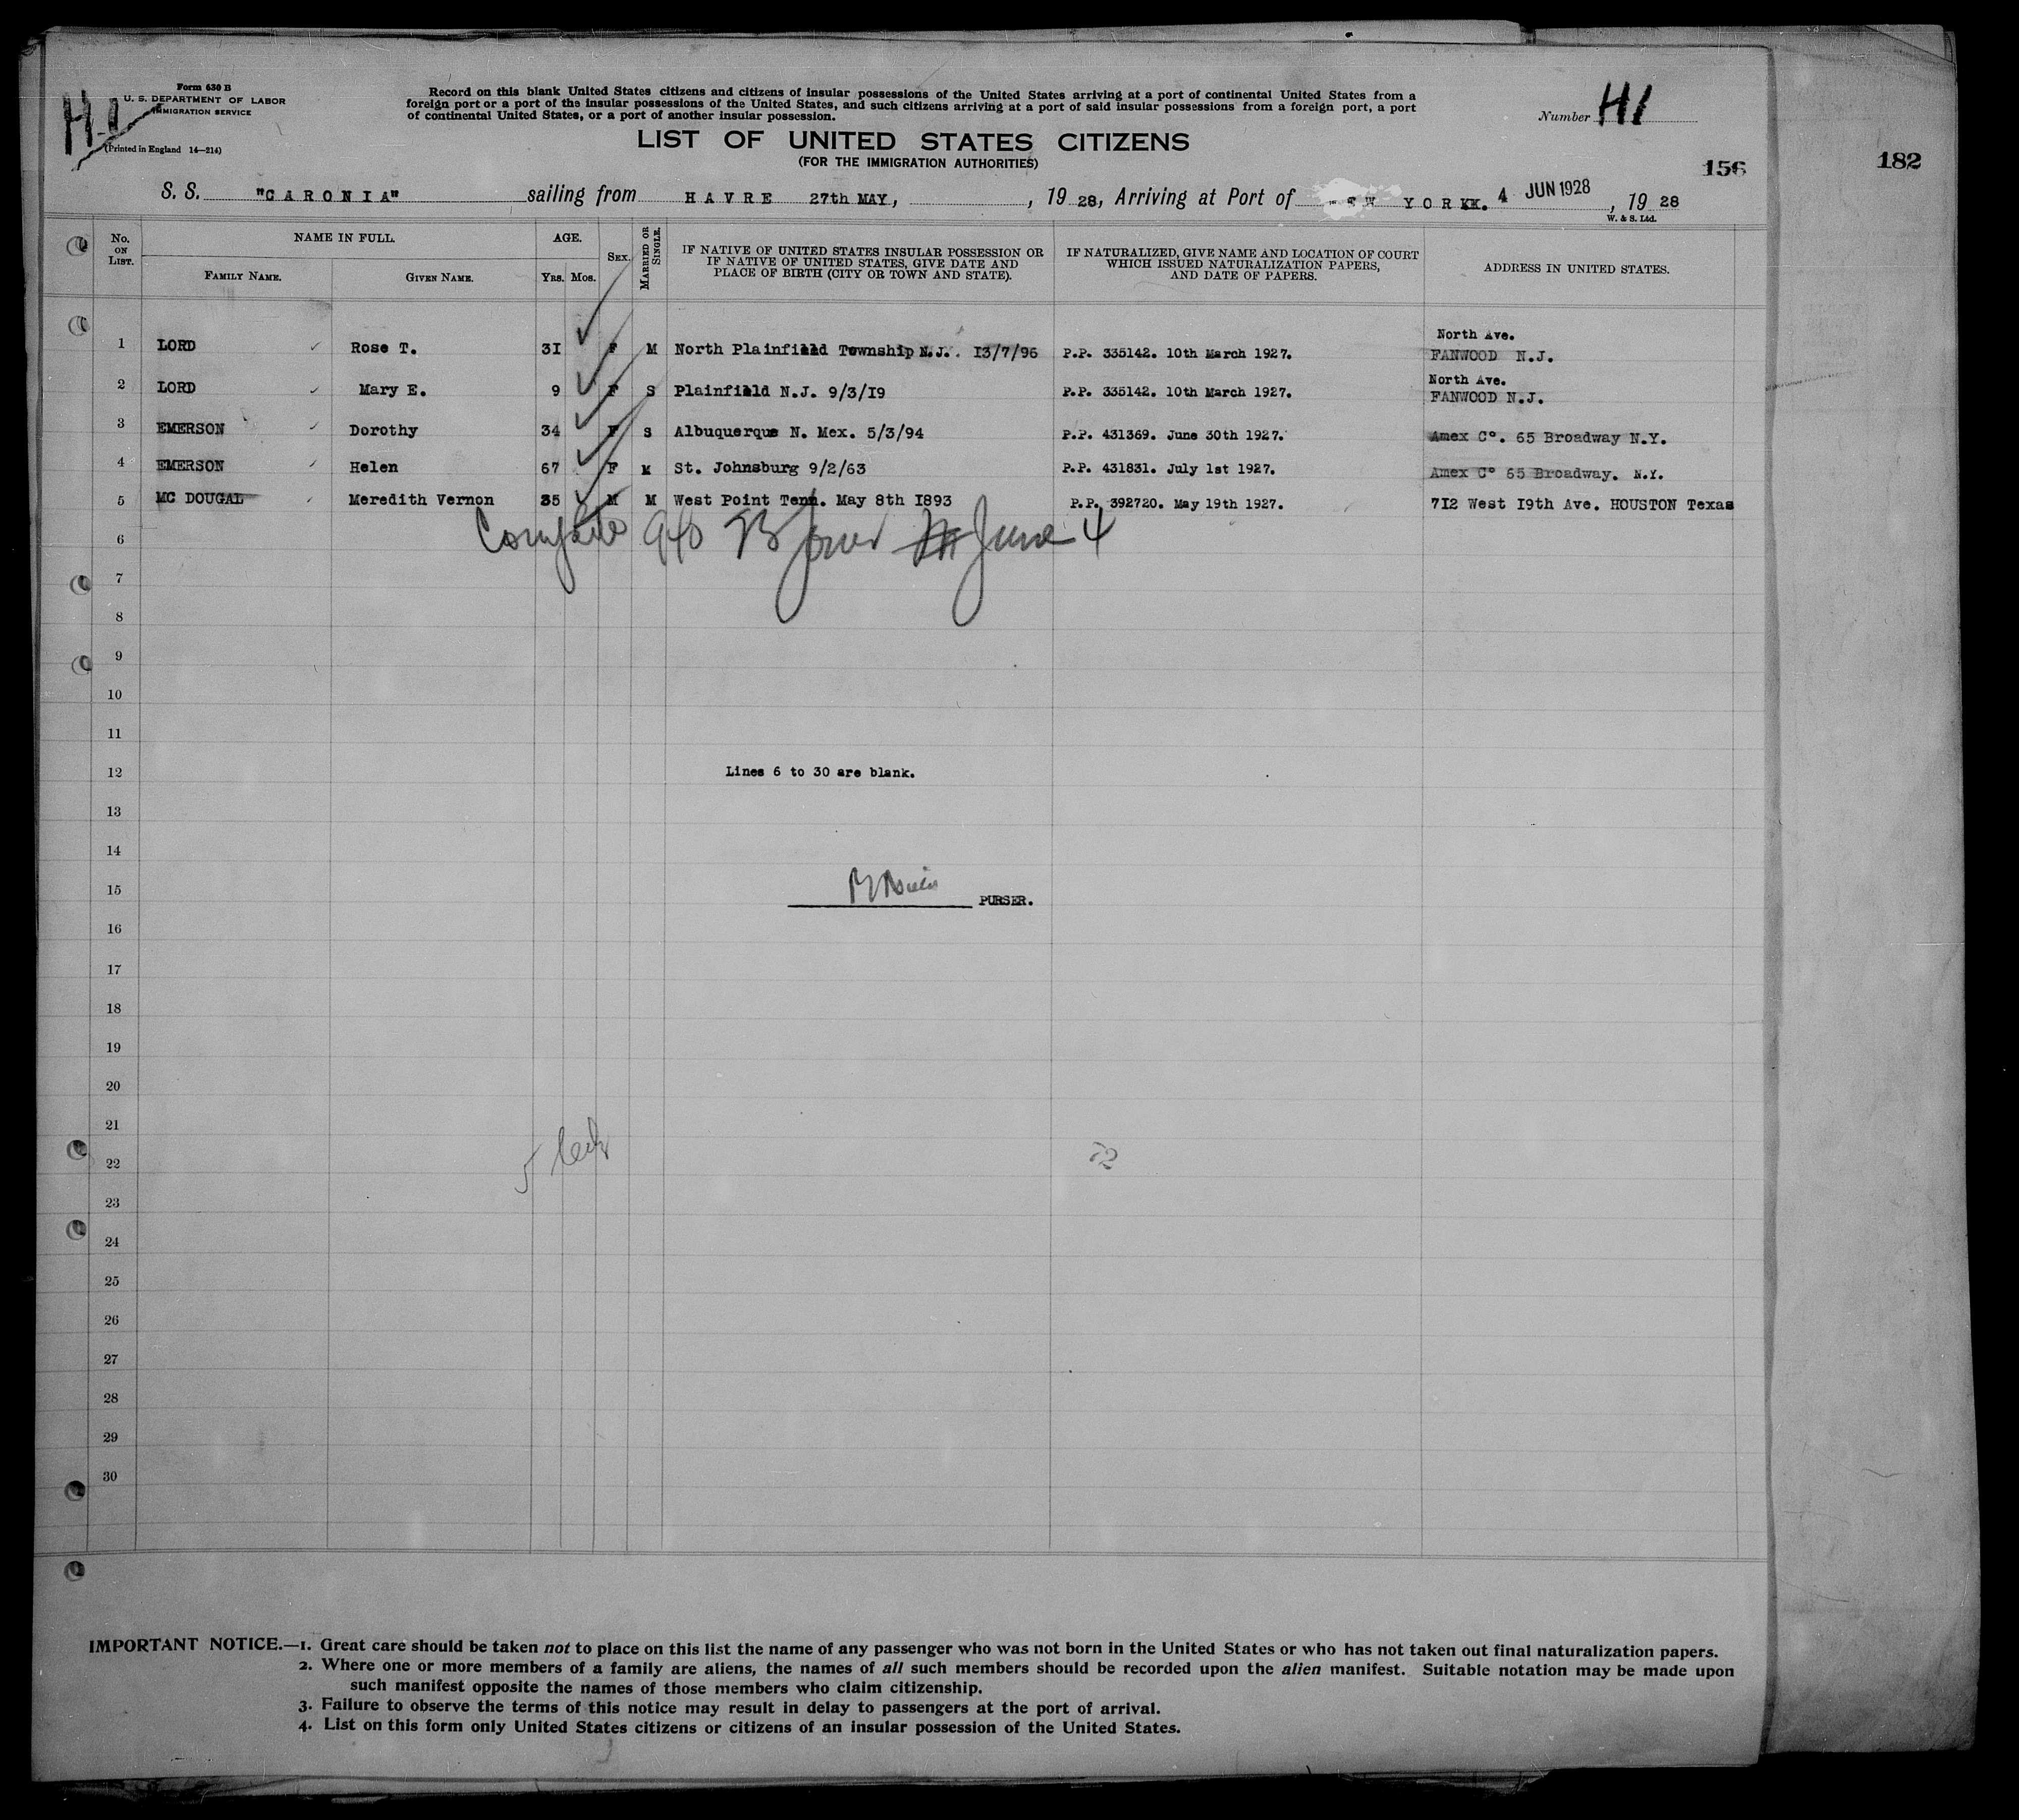 Form 630 B
U. S. DEPARTMENT OF LABOR
IMMIGRATION SERVICE
(Printed in England 14—214)
Record on this blank United States citizens and citizens of insular possessions of the United States arriving at a port of continental United States from a
foreign port or a port of the insular possessions of the United States, and such citizens arriving at a port of said insular possessions from a foreign port, a port
of continental United States, or a port of another insular possession.
Number H1
LIST OF UNITED STATES CITIZENS
(FOR THE IMMIGRATION AUTHORITIES)
156
182
S. S. "CARONIA" sailing from HAVRE 27th MAY, , 19 28, Arriving at Port of NEW YORKK. 4 JUN 1928 , 19 28
W. & S. Ltd.
No. ON LIST. NAME IN FULL. AGE. SEX. MARRIED OR SINGLE. IF NATIVE OF UNITED STATES INSULAR POSSESSION OR IF NATIVE OF UNITED STATES, GIVE DATE AND PLACE OF BIRTH (CITY OR TOWN AND STATE). IF NATURALIZED, GIVE NAME AND LOCATION OF COURT WHICH ISSUED NATURALIZATION PAPERS, AND DATE OF PAPERS. ADDRESS IN UNITED STATES.
FAMILY NAME. GIVEN NAME. YRS. MOS.
North Ave.
1 LORD Rose T. 31 F M North Plainfield Township N.J. 13/7/96 P.P. 335142. 10th March 1927. FANWOOD N.J.
North Ave.
2 LORD Mary E. 9 F S Plainfield N.J. 9/3/19 P.P. 335142. 10th March 1927. FANWOOD N.J.
3 EMERSON Dorothy 34 F S Albuquerque N. Mex. 5/3/94 P.P. 431369. June 30th 1927. Amex Cº. 65 Broadway N.Y.
4 EMERSON Helen 67 F M St. Johnsburg 9/2/63 P.P. 431831. July 1st 1927. Amex Cº 65 Broadway. N.Y.
5 MC DOUGAL Meredith Vernon 35 M M West Point Tenn. May 8th 1893 P.P. 392720. May 19th 1927. 712 West 19th Ave. HOUSTON Texas
Complete 940 June 4
6
7
8
9
10
11
12 Lines 6 to 30 are blank.
13
14
15 PURSER.
16
17
18
19
20
21
22 72
23
24
25
26
27
28
29
30
IMPORTANT NOTICE.—1. Great care should be taken not to place on this list the name of any passenger who was not born in the United States or who has not taken out final naturalization papers.
2. Where one or more members of a family are aliens, the names of all such members should be recorded upon the alien manifest. Suitable notation may be made upon
such manifest opposite the names of those members who claim citizenship.
3. Failure to observe the terms of this notice may result in delay to passengers at the port of arrival.
4. List on this form only United States citizens or citizens of an insular possession of the United States.